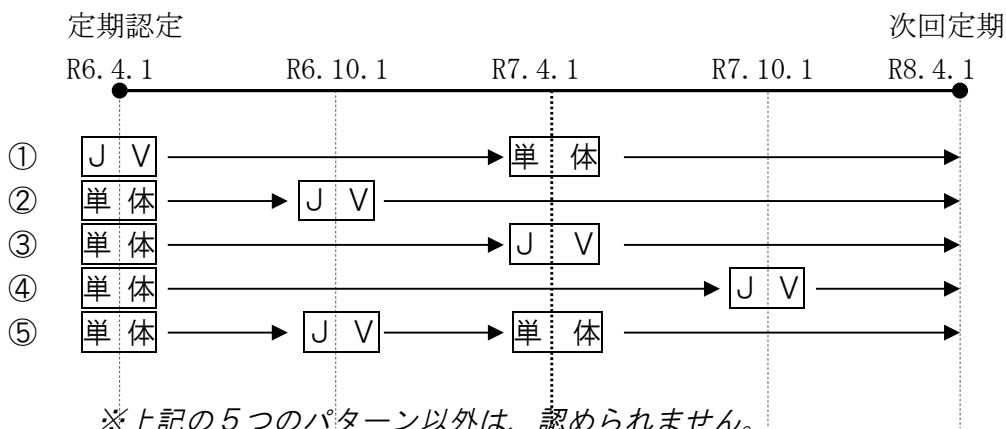 定期認定 次回定期
R6.4.1 R6.10.1 R7.4.1 R7.10.1 R8.4.1
① ＪＶ 単体
② 単体 ＪＶ
③ 単体 ＪＶ
④ 単体 ＪＶ
⑤ 単体 ＪＶ 単体
※上記の５つのパターン以外は、認められません。